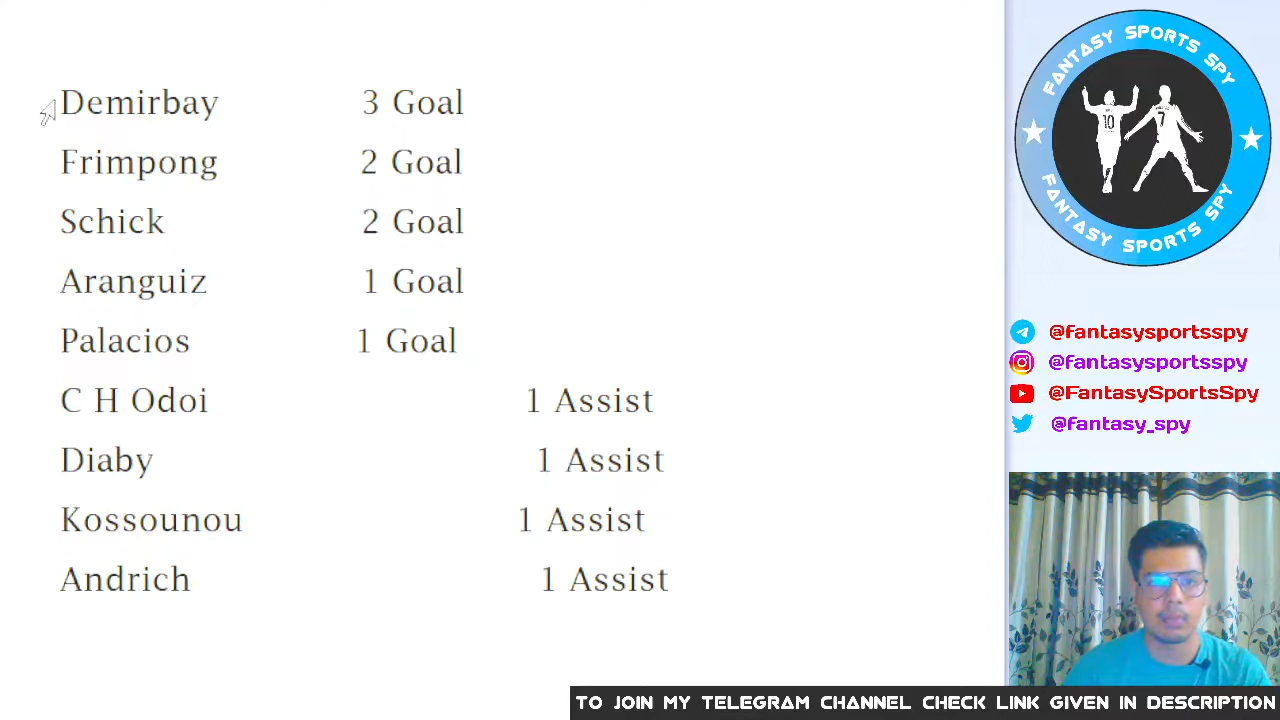 Demirbay 3 Goal
Frimpong 2 Goal
Schick 2 Goal
Aranguiz 1 Goal
Palacios 1 Goal
C H Odoi 1 Assist
Diaby 1 Assist
Kossounou 1 Assist
Andrich 1 Assist
FANTASY SPORTS SPY
10 7
FANTASY SPORTS SPY
@fantasysportsspy
@fantasysportsspy
@FantasySportsSpy
@fantasy_spy
TO JOIN MY TELEGRAM CHANNEL CHECK LINK GIVEN IN DESCRIPTION